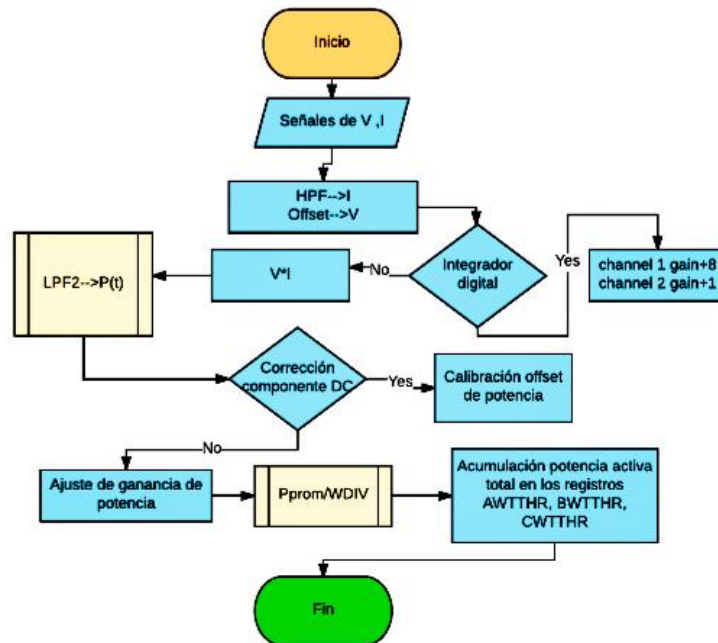 Inicio
Señales de V ,I
HPF-->I
Offset-->V
Integrador
digital
Yes
channel 1 gain+8
channel 2 gain+1
No
V*I
LPF2-->P(t)
Corrección
componente DC
Yes
Calibración offset
de potencia
No
Ajuste de ganancia de
potencia
Pprom/WDIV
Acumulación potencia activa
total en los registros
AWTTHR, BWTTHR,
CWTTHR
Fin